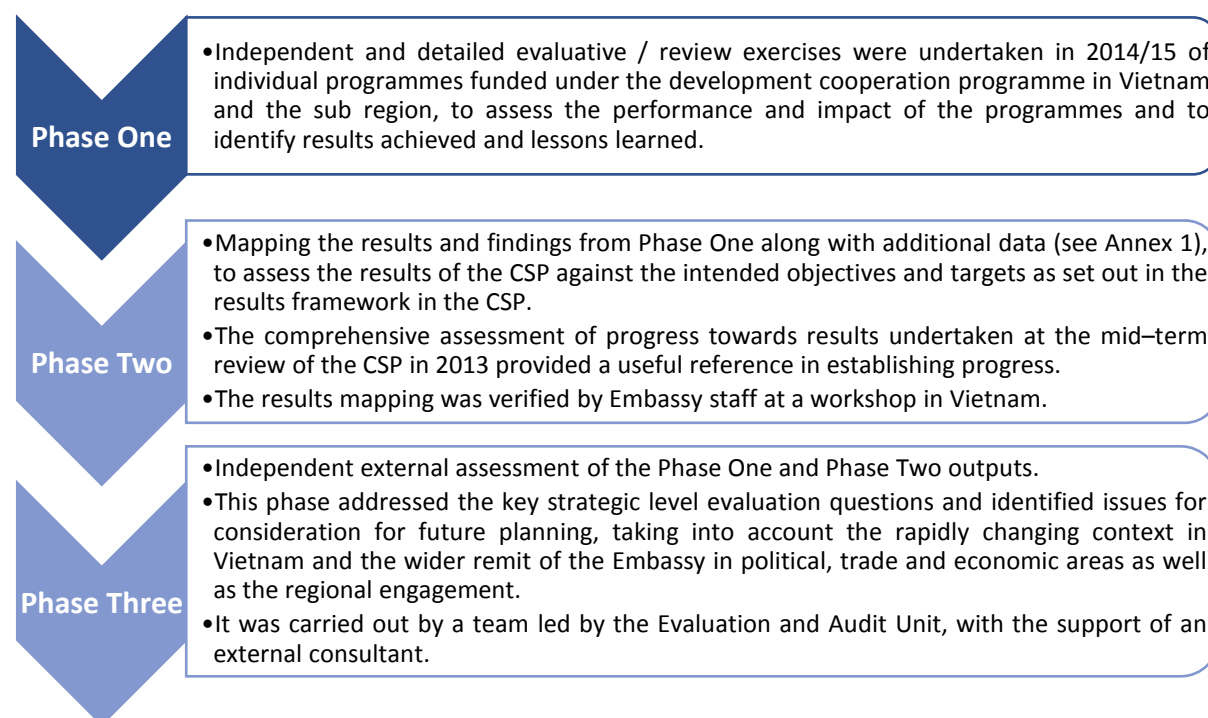 Phase One
•Independent and detailed evaluative / review exercises were undertaken in 2014/15 of
individual programmes funded under the development cooperation programme in Vietnam
and the sub region, to assess the performance and impact of the programmes and to
identify results achieved and lessons learned.
Phase Two
•Mapping the results and findings from Phase One along with additional data (see Annex 1),
to assess the results of the CSP against the intended objectives and targets as set out in the
results framework in the CSP.
•The comprehensive assessment of progress towards results undertaken at the mid–term
review of the CSP in 2013 provided a useful reference in establishing progress.
•The results mapping was verified by Embassy staff at a workshop in Vietnam.
Phase Three
•Independent external assessment of the Phase One and Phase Two outputs.
•This phase addressed the key strategic level evaluation questions and identified issues for
consideration for future planning, taking into account the rapidly changing context in
Vietnam and the wider remit of the Embassy in political, trade and economic areas as well
as the regional engagement.
•It was carried out by a team led by the Evaluation and Audit Unit, with the support of an
external consultant.